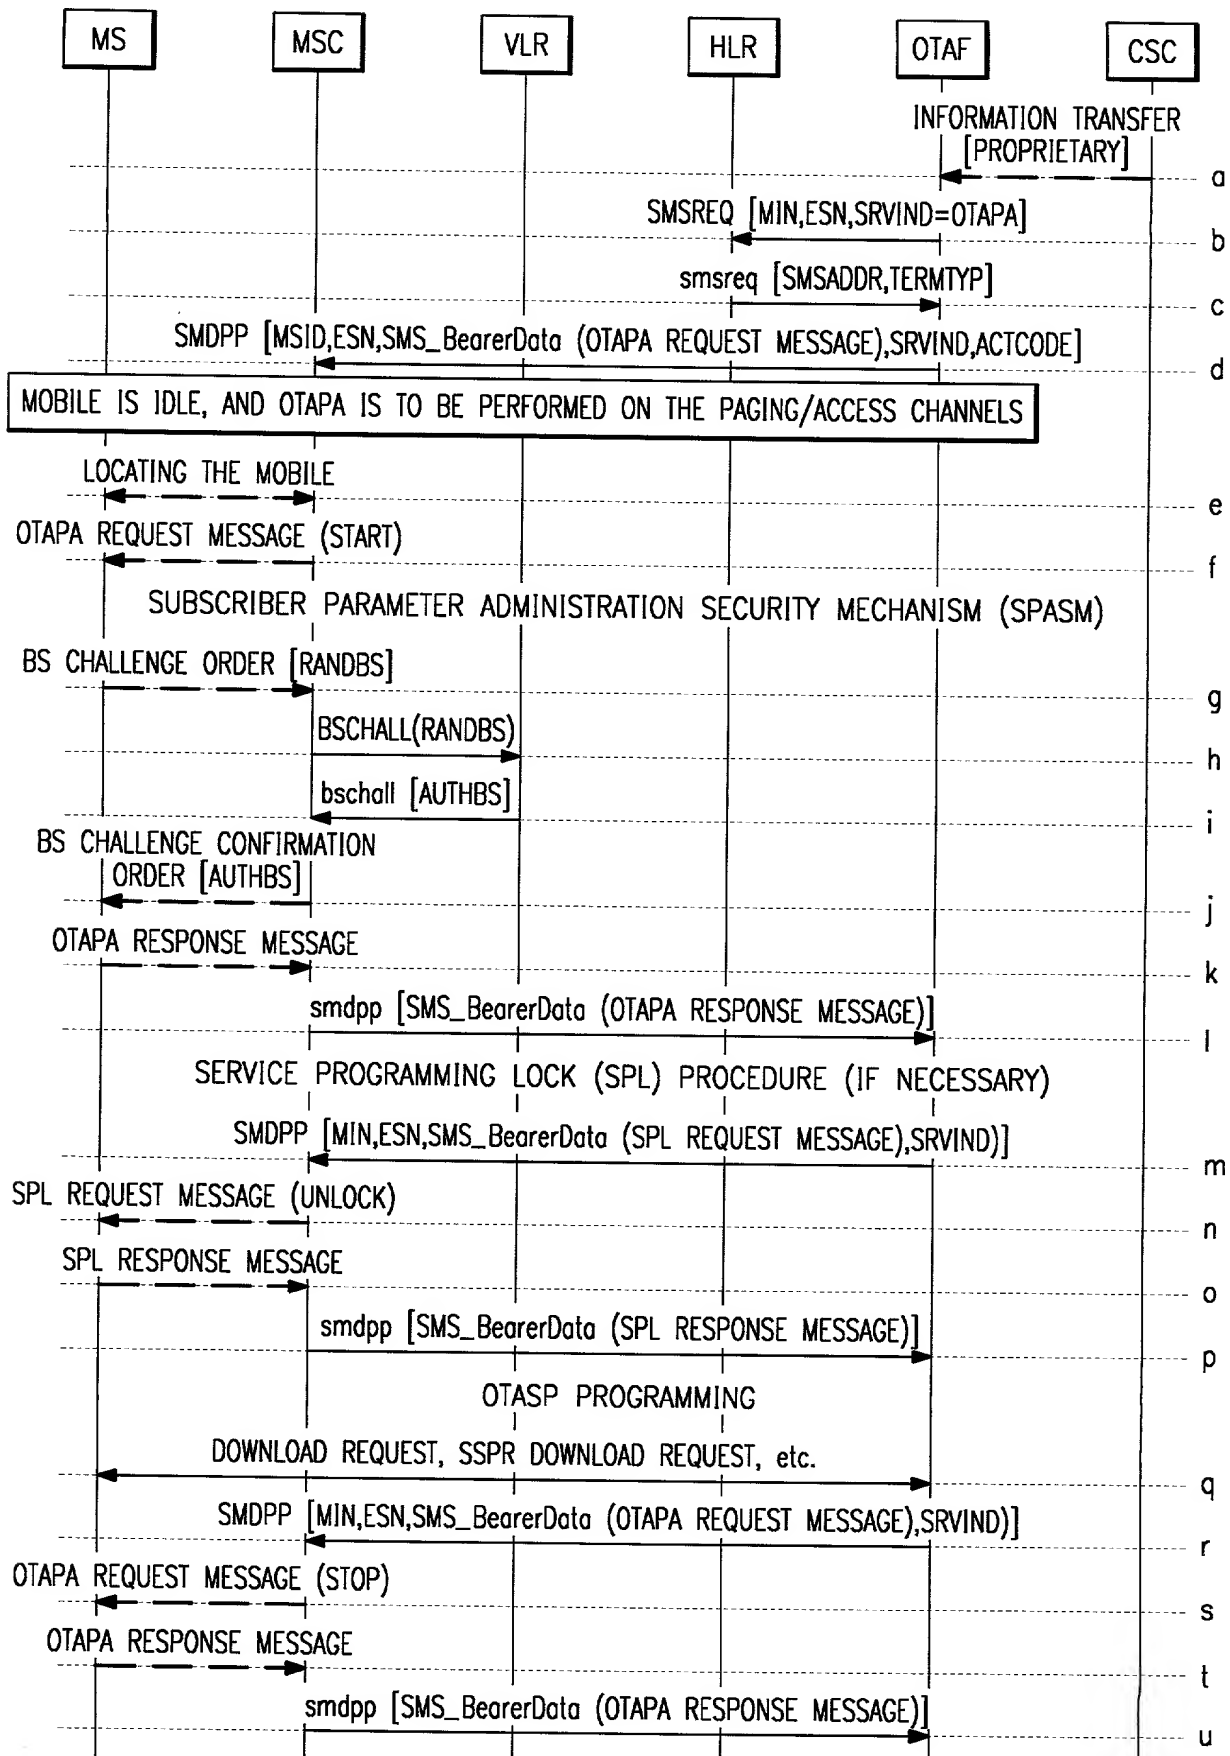 MS MSC VLR HLR OTAF CSC
INFORMATION TRANSFER
[PROPRIETARY]
a
SMSREQ [MIN,ESN,SRVIND=OTAPA]
b
smsreq [SMSADDR,TERMTYP]
c
SMDPP [MSID,ESN,SMS_BearerData (OTAPA REQUEST MESSAGE),SRVIND,ACTCODE]
d
MOBILE IS IDLE, AND OTAPA IS TO BE PERFORMED ON THE PAGING/ACCESS CHANNELS
LOCATING THE MOBILE
e
OTAPA REQUEST MESSAGE (START)
f
SUBSCRIBER PARAMETER ADMINISTRATION SECURITY MECHANISM (SPASM)
BS CHALLENGE ORDER [RANDBS]
g
BSCHALL(RANDBS)
h
bschall [AUTHBS]
i
BS CHALLENGE CONFIRMATION
ORDER [AUTHBS]
j
OTAPA RESPONSE MESSAGE
k
smdpp [SMS_BearerData (OTAPA RESPONSE MESSAGE)]
l
SERVICE PROGRAMMING LOCK (SPL) PROCEDURE (IF NECESSARY)
SMDPP [MIN,ESN,SMS_BearerData (SPL REQUEST MESSAGE),SRVIND)]
m
SPL REQUEST MESSAGE (UNLOCK)
n
SPL RESPONSE MESSAGE
o
smdpp [SMS_BearerData (SPL RESPONSE MESSAGE)]
p
OTASP PROGRAMMING
DOWNLOAD REQUEST, SSPR DOWNLOAD REQUEST, etc.
q
SMDPP [MIN,ESN,SMS_BearerData (OTAPA REQUEST MESSAGE),SRVIND)]
r
OTAPA REQUEST MESSAGE (STOP)
s
OTAPA RESPONSE MESSAGE
t
smdpp [SMS_BearerData (OTAPA RESPONSE MESSAGE)]
u